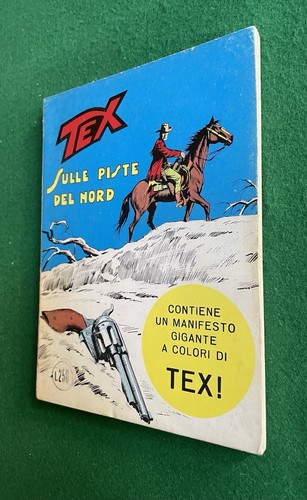 TEX
SULLE PISTE
DEL NORD
CONTIENE
UN MANIFESTO
GIGANTE
A COLORI DI
TEX!
L.250